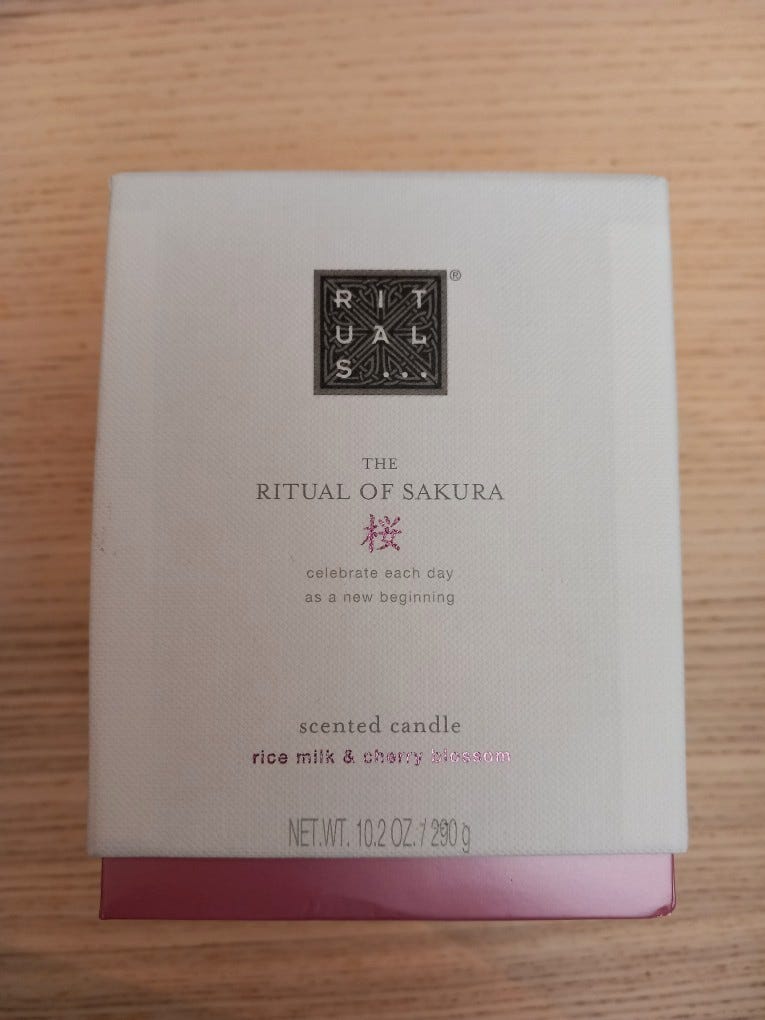 RIT
UAL
S...
®
THE
RITUAL OF SAKURA
桜
celebrate each day
as a new beginning
scented candle
rice milk & cherry blossom
NET.WT. 10.2 OZ. / 290 g